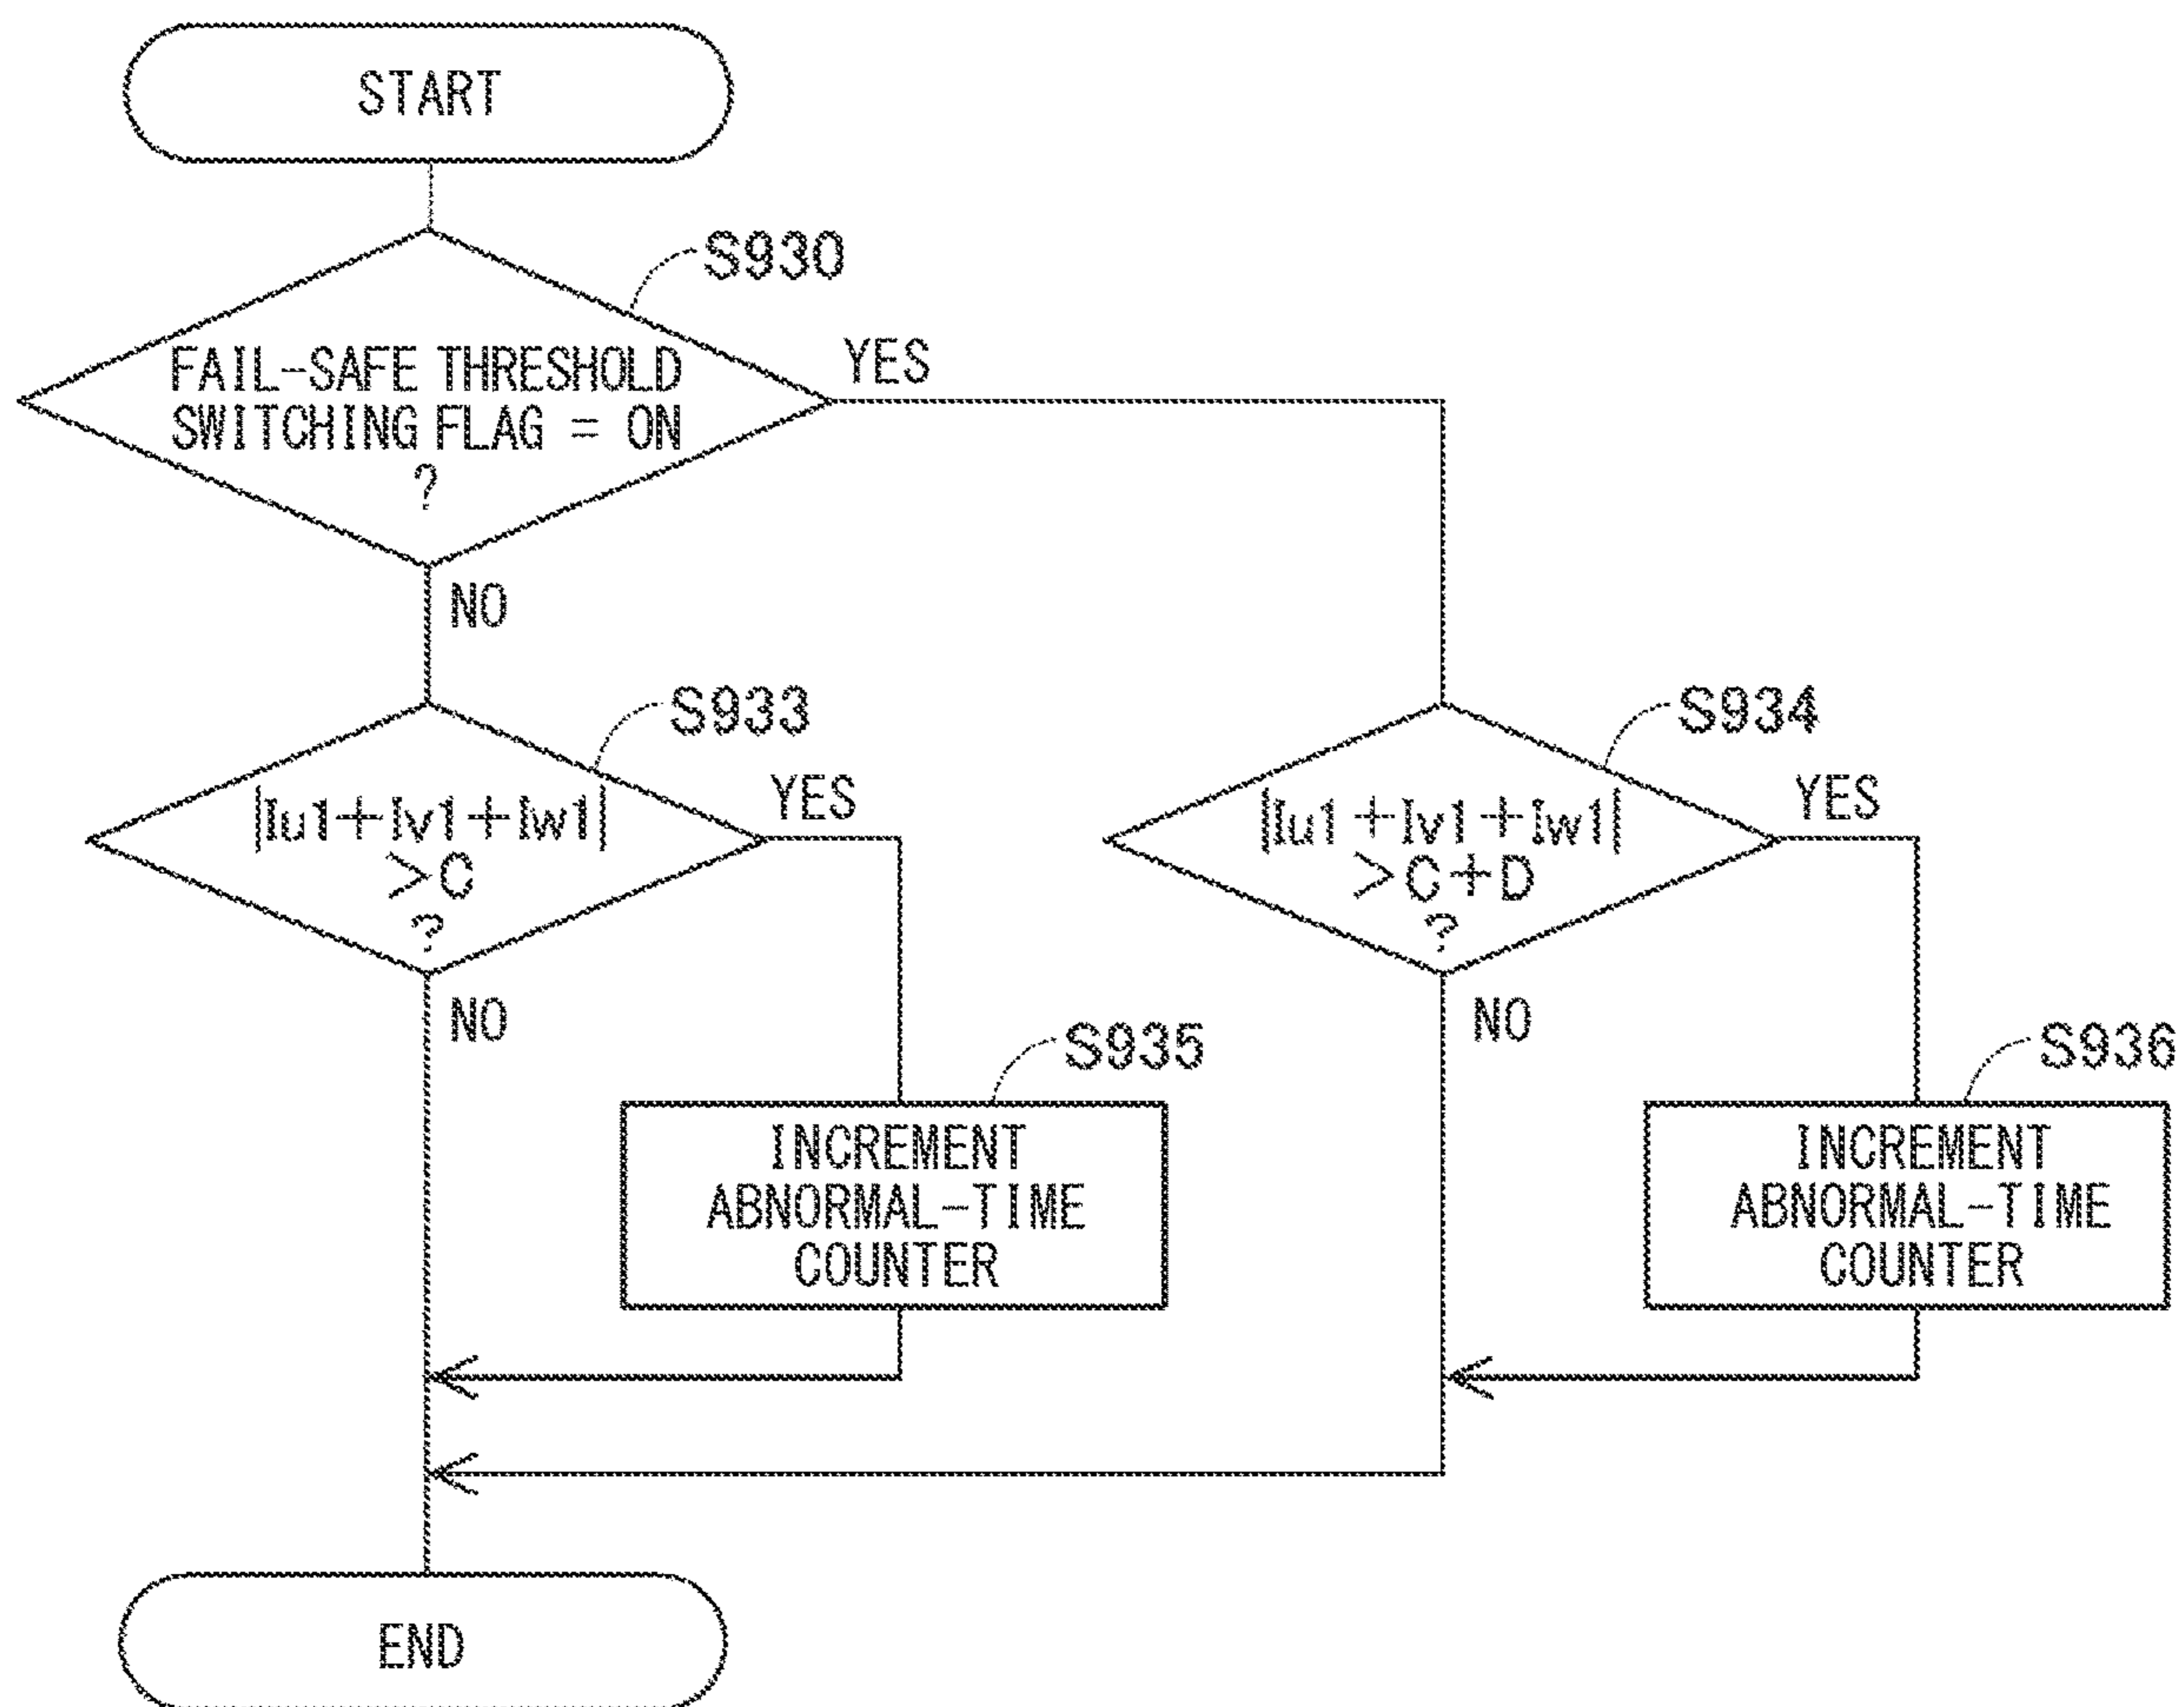 START
S930
FAIL-SAFE THRESHOLD
SWITCHING FLAG = ON
?
YES
NO
S933
|Iu1+Iv1+Iw1|
>C
?
YES
NO
S934
|Iu1+Iv1+Iw1|
>C+D
?
YES
NO
S935
INCREMENT
ABNORMAL-TIME
COUNTER
S936
INCREMENT
ABNORMAL-TIME
COUNTER
END